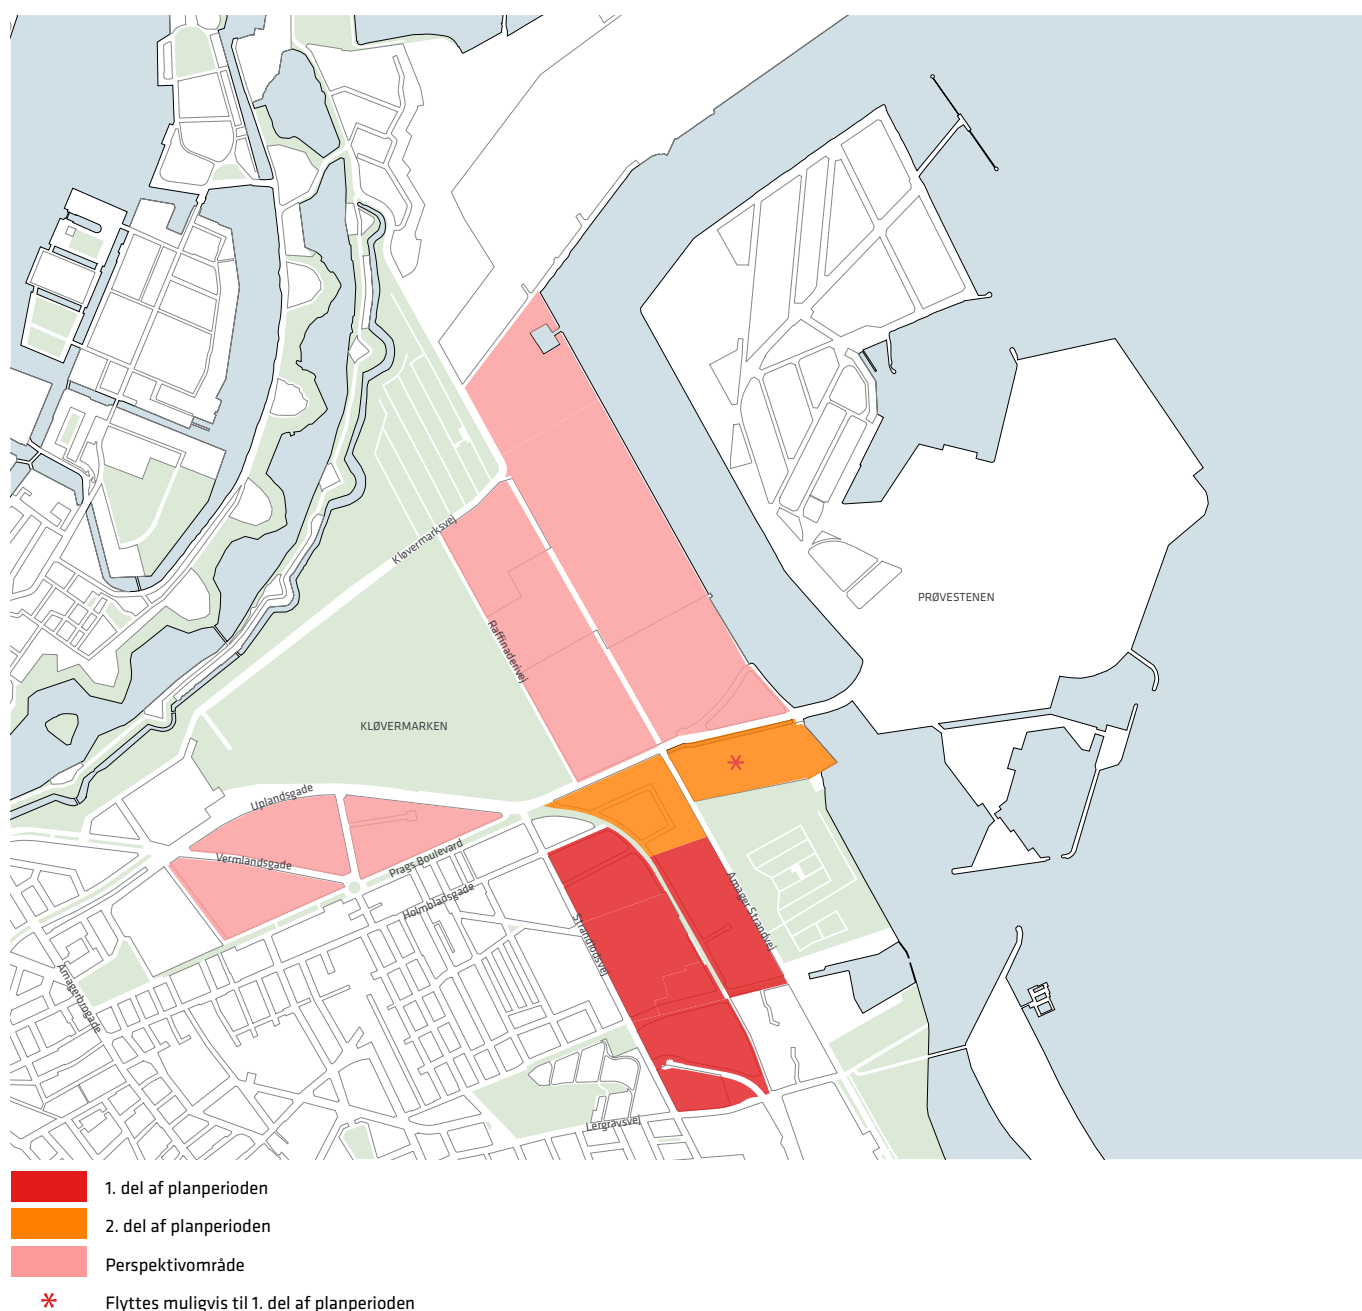 Kløvermarksvej
PRØVESTENEN
Raffinaderivej
KLØVERMARKEN
Uplandsgade
Vermlandsgade
Prags Boulevard
Holmbladsgade
Amager Strandvej
Strandlodsvej
Amagerbrogade
Lergravsvej
1. del af planperioden
2. del af planperioden
Perspektivområde
* Flyttes muligvis til 1. del af planperioden